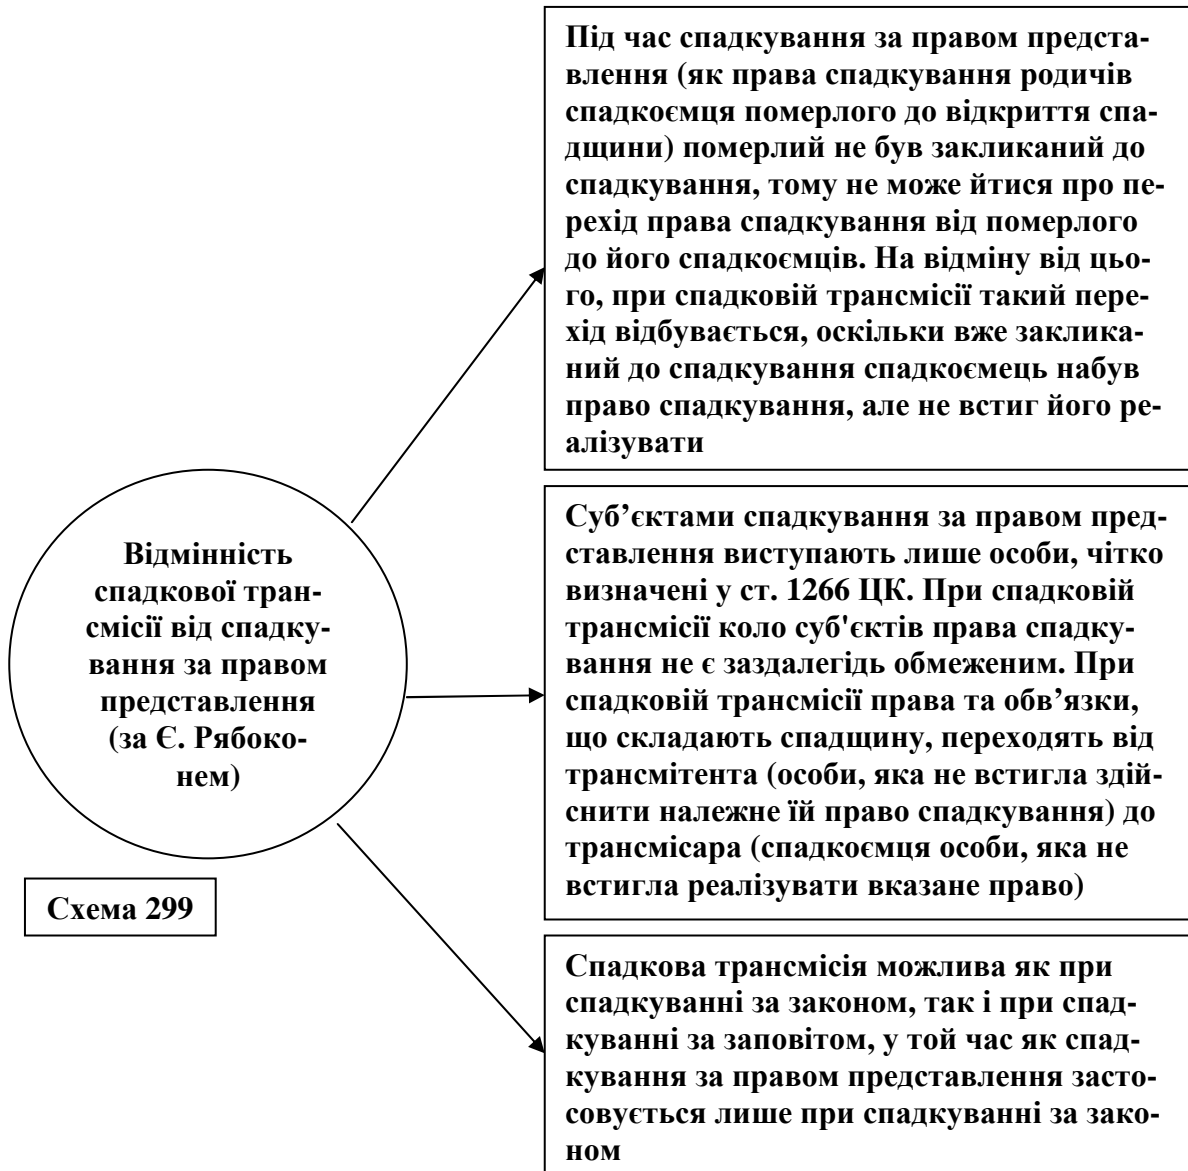 Відмінність
спадкової тран-
смісії від спадку-
вання за правом
представлення
(за Є. Рябоко-
нем)
Схема 299
Під час спадкування за правом предста-
влення (як права спадкування родичів
спадкоємця померлого до відкриття спа-
дщини) померлий не був закликаний до
спадкування, тому не може йтися про пе-
рехід права спадкування від померлого
до його спадкоємців. На відміну від цьо-
го, при спадковій трансмісії такий пере-
хід відбувається, оскільки вже заклика-
ний до спадкування спадкоємець набув
право спадкування, але не встиг його ре-
алізувати
Суб’єктами спадкування за правом пред-
ставлення виступають лише особи, чітко
визначені у ст. 1266 ЦК. При спадковій
трансмісії коло суб'єктів права спадку-
вання не є заздалегідь обмеженим. При
спадковій трансмісії права та обв’язки,
що складають спадщину, переходять від
трансмітента (особи, яка не встигла здій-
снити належне їй право спадкування) до
трансмісара (спадкоємця особи, яка не
встигла реалізувати вказане право)
Спадкова трансмісія можлива як при
спадкуванні за законом, так і при спад-
куванні за заповітом, у той час як спад-
кування за правом представлення засто-
совується лише при спадкуванні за зако-
ном